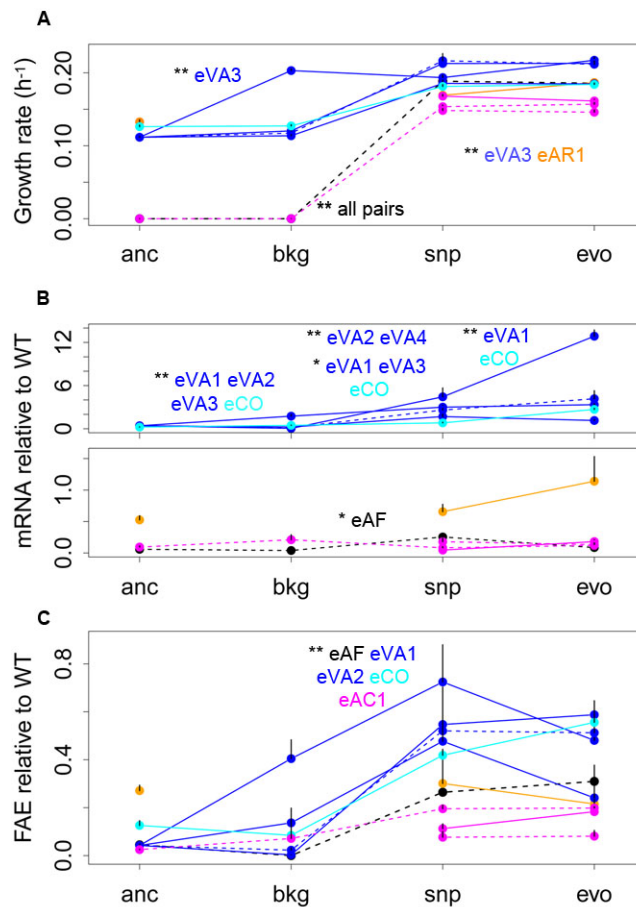 A
Growth rate (h⁻¹)
0.20
0.10
0.00
** eVA3
** eVA3 eAR1
** all pairs
anc bkg snp evo
B
mRNA relative to WT
12
6
0
** eVA1 eVA2
eVA3 eCO
** eVA2 eVA4
* eVA1 eVA3
eCO
** eVA1
eCO
1.0
0.0
* eAF
anc bkg snp evo
C
FAE relative to WT
0.8
0.4
0.0
** eAF eVA1
eVA2 eCO
eAC1
anc bkg snp evo